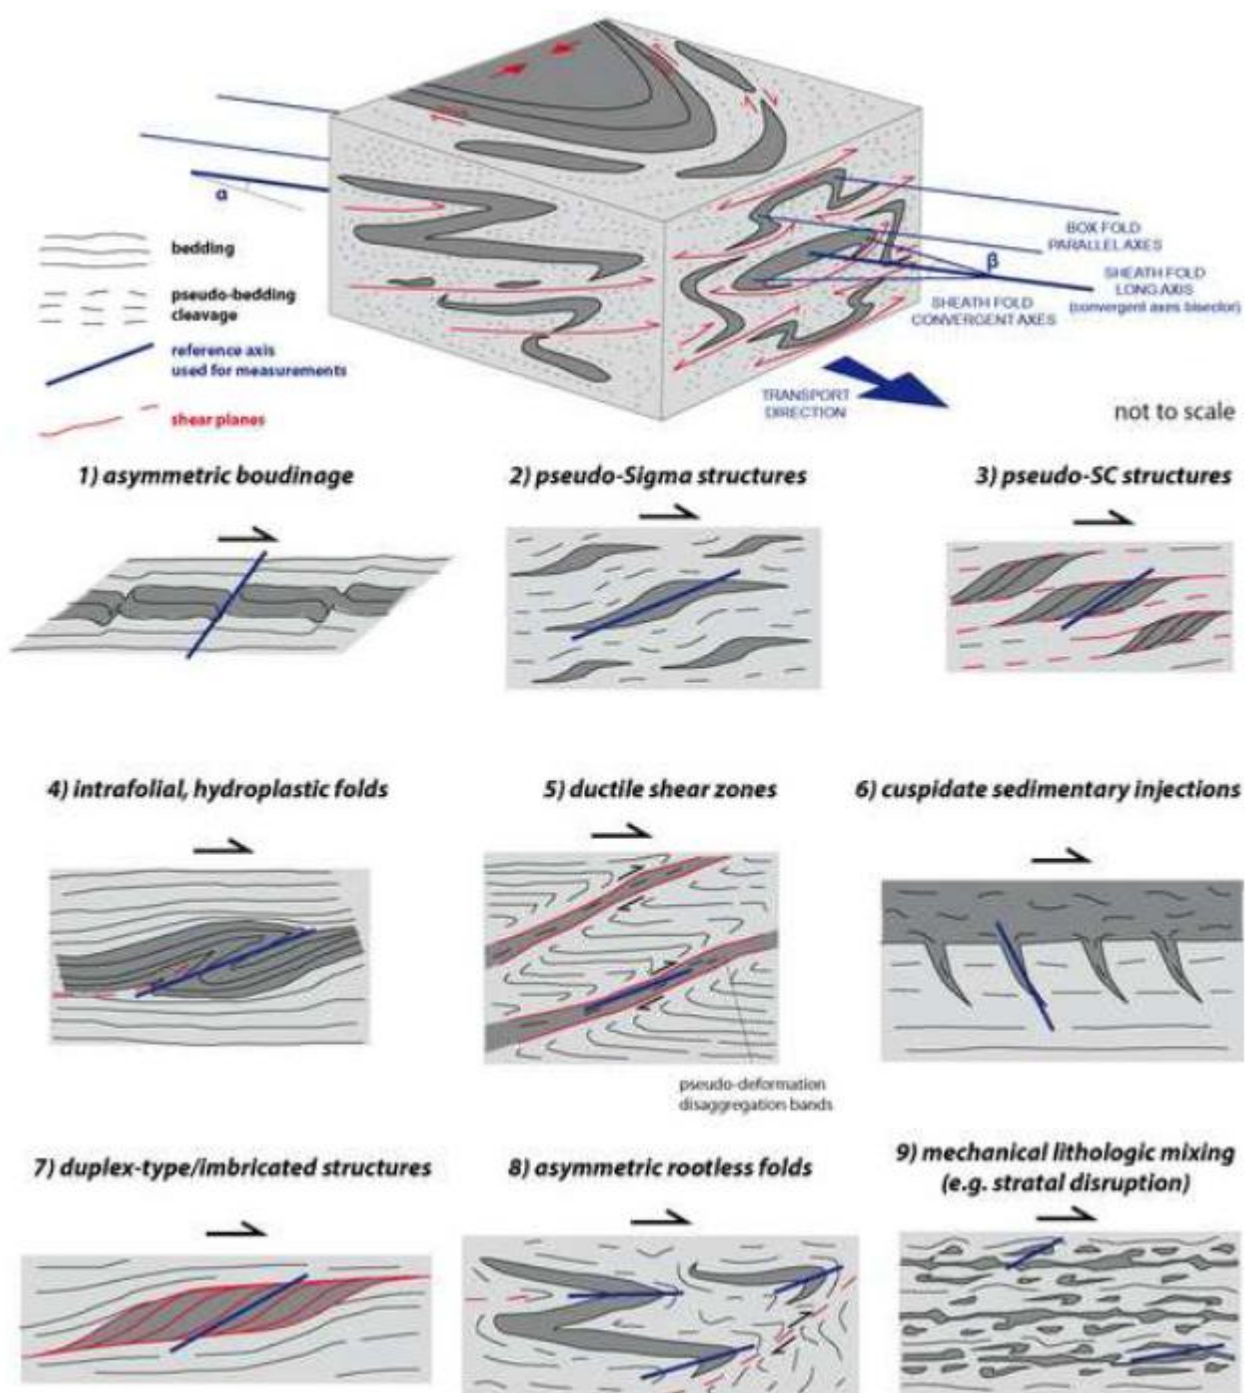 α
bedding
pseudo-bedding
cleavage
reference axis
used for measurements
shear planes
BOX FOLD
PARALLEL AXES
β
SHEATH FOLD
LONG AXIS
(convergent axes bisector)
SHEATH FOLD
CONVERGENT AXES
TRANSPORT
DIRECTION
not to scale
1) asymmetric boudinage
2) pseudo-Sigma structures
3) pseudo-SC structures
4) intrafolial, hydroplastic folds
5) ductile shear zones
6) cuspidate sedimentary injections
pseudo-deformation
disaggregation bands
7) duplex-type/imbricated structures
8) asymmetric rootless folds
9) mechanical lithologic mixing
(e.g. stratal disruption)